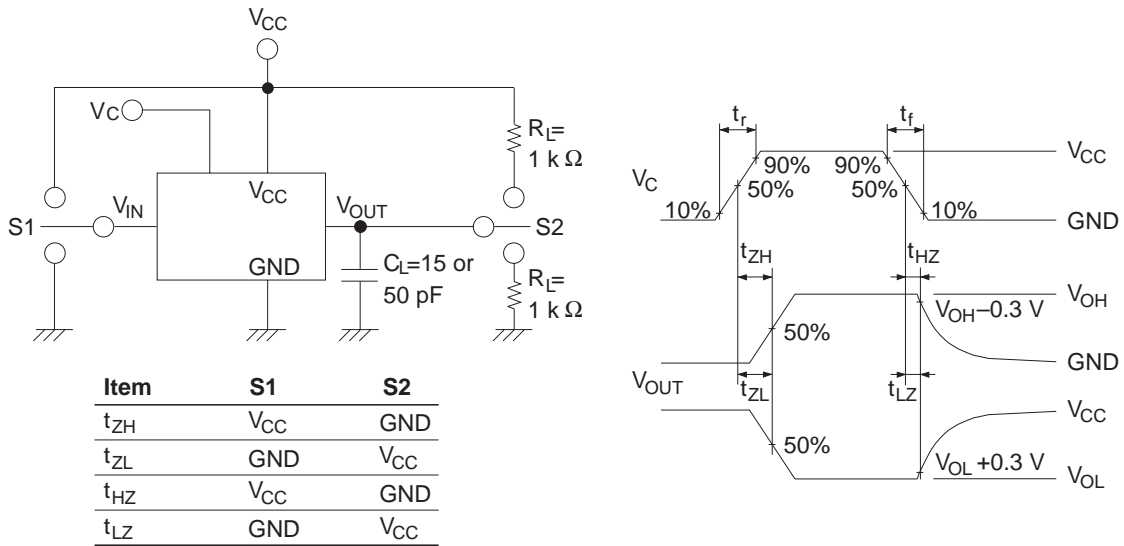 VCC
VC
RL=
1 k Ω
VCC
VIN
VOUT
S1
S2
GND
CL=15 or
50 pF
RL=
1 k Ω
Item S1 S2
tZH VCC GND
tZL GND VCC
tHZ VCC GND
tLZ GND VCC
tr
tf
VCC
90%
90%
VC
50%
50%
10%
10%
GND
tZH
tHZ
VOH
VOH–0.3 V
50%
GND
VOUT
tZL
tLZ
VCC
50%
VOL +0.3 V
VOL